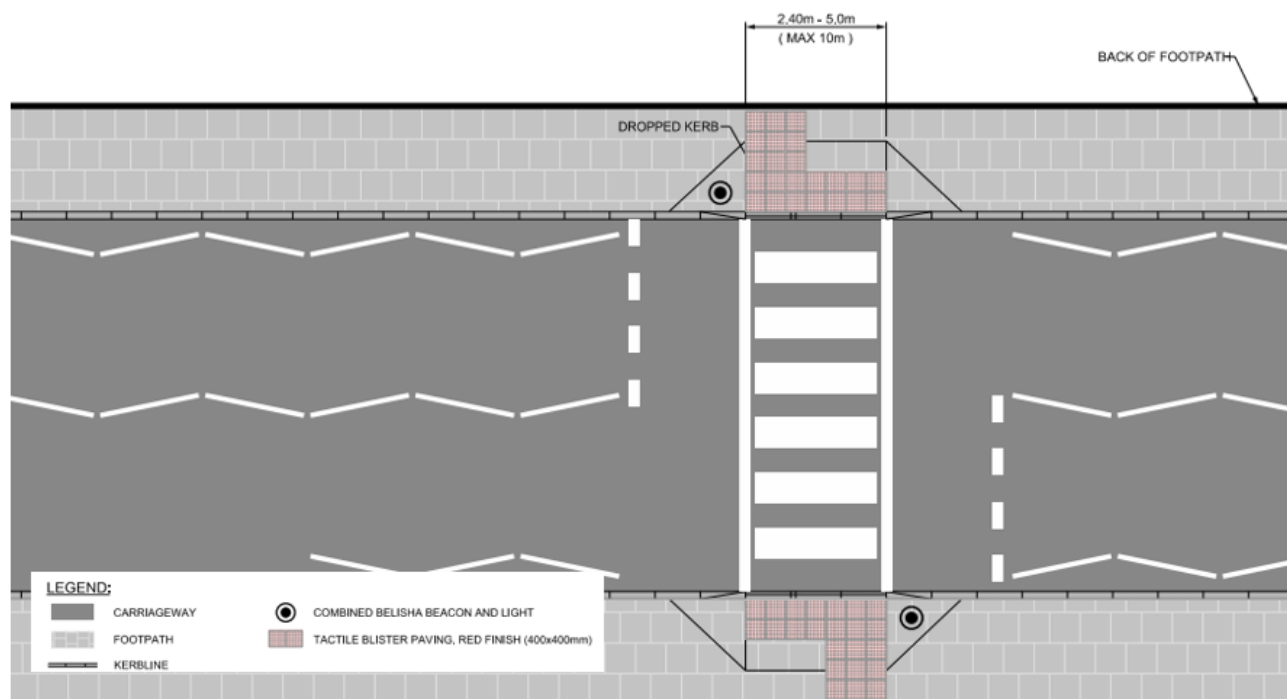 2,40m - 5,0m
( MAX 10m )
BACK OF FOOTPATH
DROPPED KERB
LEGEND:
CARRIAGEWAY
COMBINED BELISHA BEACON AND LIGHT
FOOTPATH
TACTILE BLISTER PAVING, RED FINISH (400x400mm)
KERBLINE